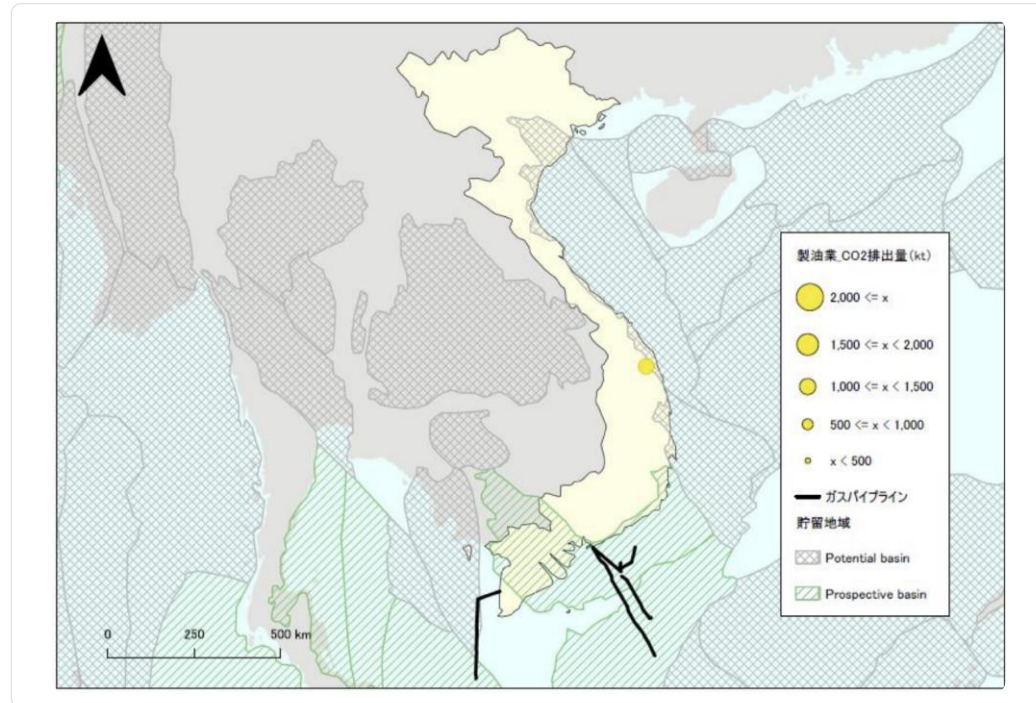 製油業_CO2排出量(kt)
2,000 <= x
1,500 <= x < 2,000
1,000 <= x < 1,500
500 <= x < 1,000
x < 500
ガスパイプライン
貯留地域
Potential basin
Prospective basin
0 250 500 km